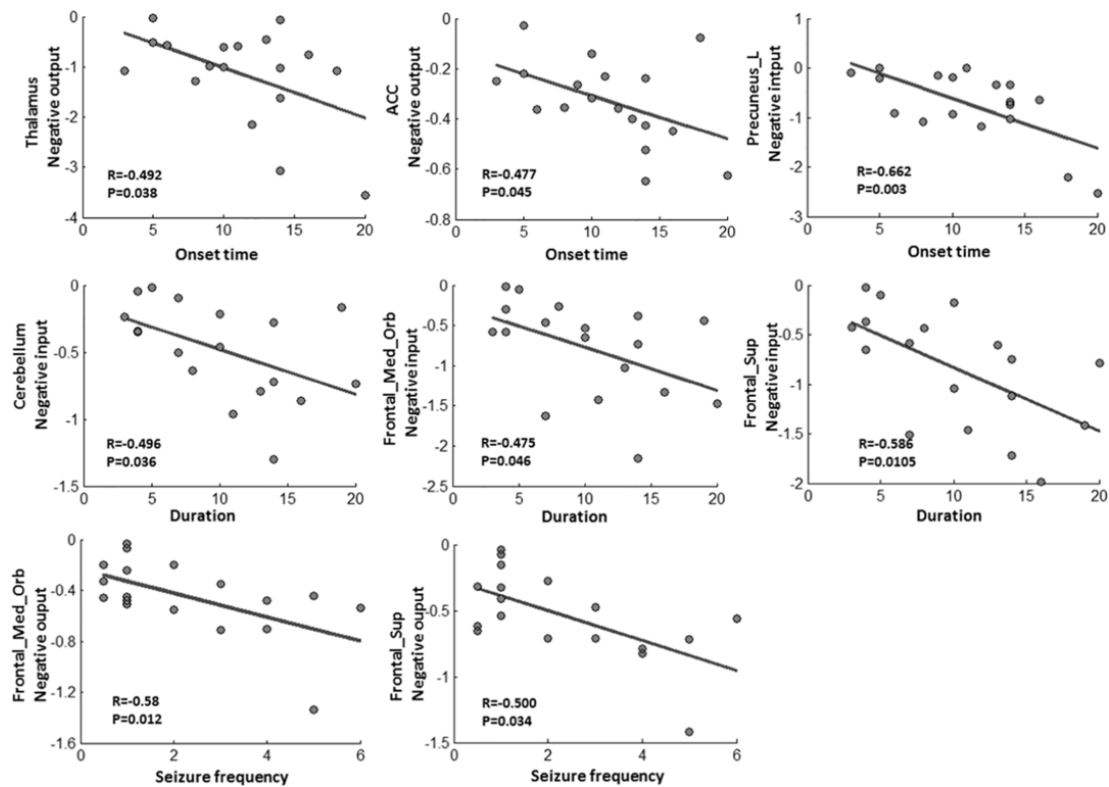 Thalamus
Negative output
0
-1
-2
-3
-4
R=-0.492
P=0.038
0 5 10 15 20
Onset time
ACC
Negative output
0
-0.2
-0.4
-0.6
-0.8
R=-0.477
P=0.045
0 5 10 15 20
Onset time
Precuneus_L
Negative intput
1
0
-1
-2
-3
R=-0.662
P=0.003
0 5 10 15 20
Onset time
Cerebellum
Negative input
0
-0.5
-1
-1.5
R=-0.496
P=0.036
0 5 10 15 20
Duration
Frontal_Med_Orb
Negative input
0
-0.5
-1
-1.5
-2
-2.5
R=-0.475
P=0.046
0 5 10 15 20
Duration
Frontal_Sup
Negative input
0
-0.5
-1
-1.5
-2
R=-0.586
P=0.0105
0 5 10 15 20
Duration
Frontal_Med_Orb
Negative ouput
0
-0.4
-0.8
-1.2
-1.6
R=-0.58
P=0.012
0 2 4 6
Seizure frequency
Frontal_Sup
Negative ouput
0
-0.5
-1
-1.5
R=-0.500
P=0.034
0 2 4 6
Seizure frequency